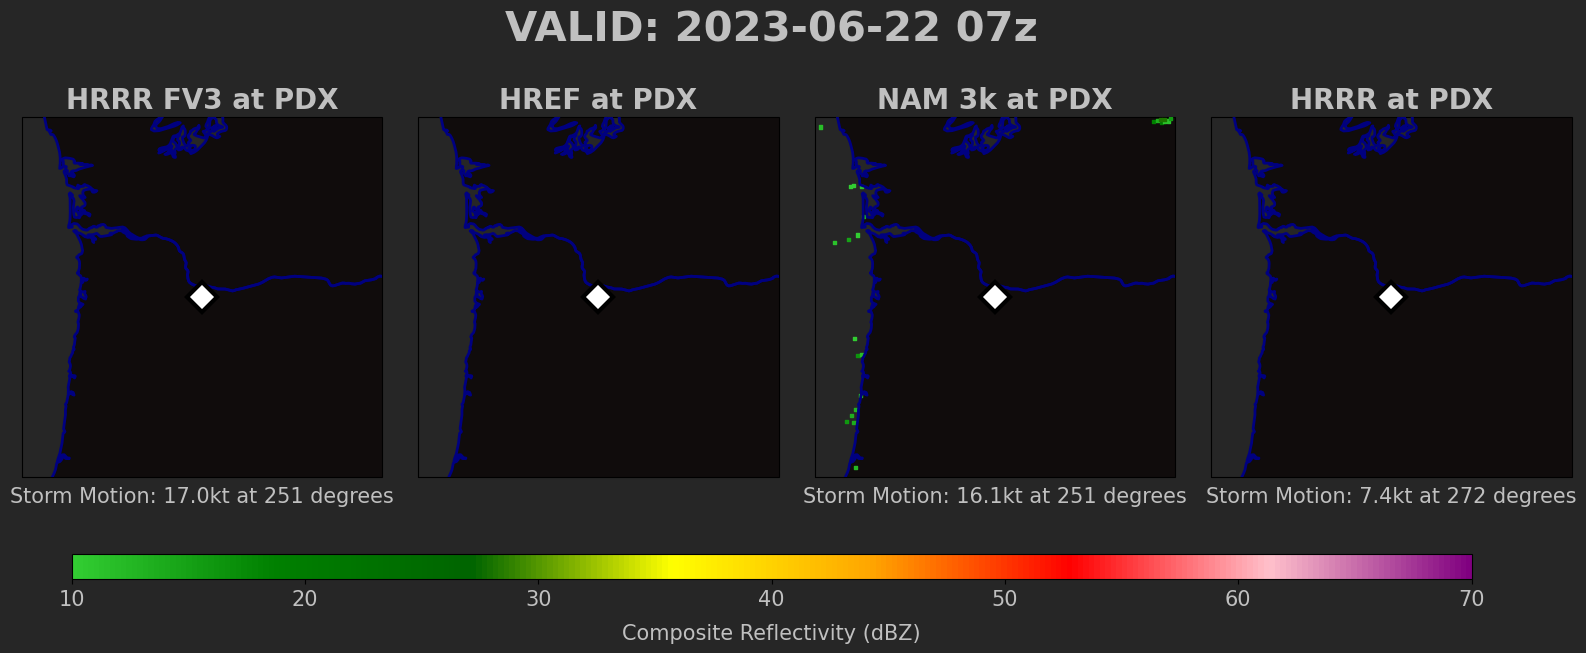 VALID: 2023-06-22 07z
HRRR FV3 at PDX
HREF at PDX
NAM 3k at PDX
HRRR at PDX
Storm Motion: 17.0kt at 251 degrees
Storm Motion: 16.1kt at 251 degrees
Storm Motion: 7.4kt at 272 degrees
10 20 30 40 50 60 70
Composite Reflectivity (dBZ)